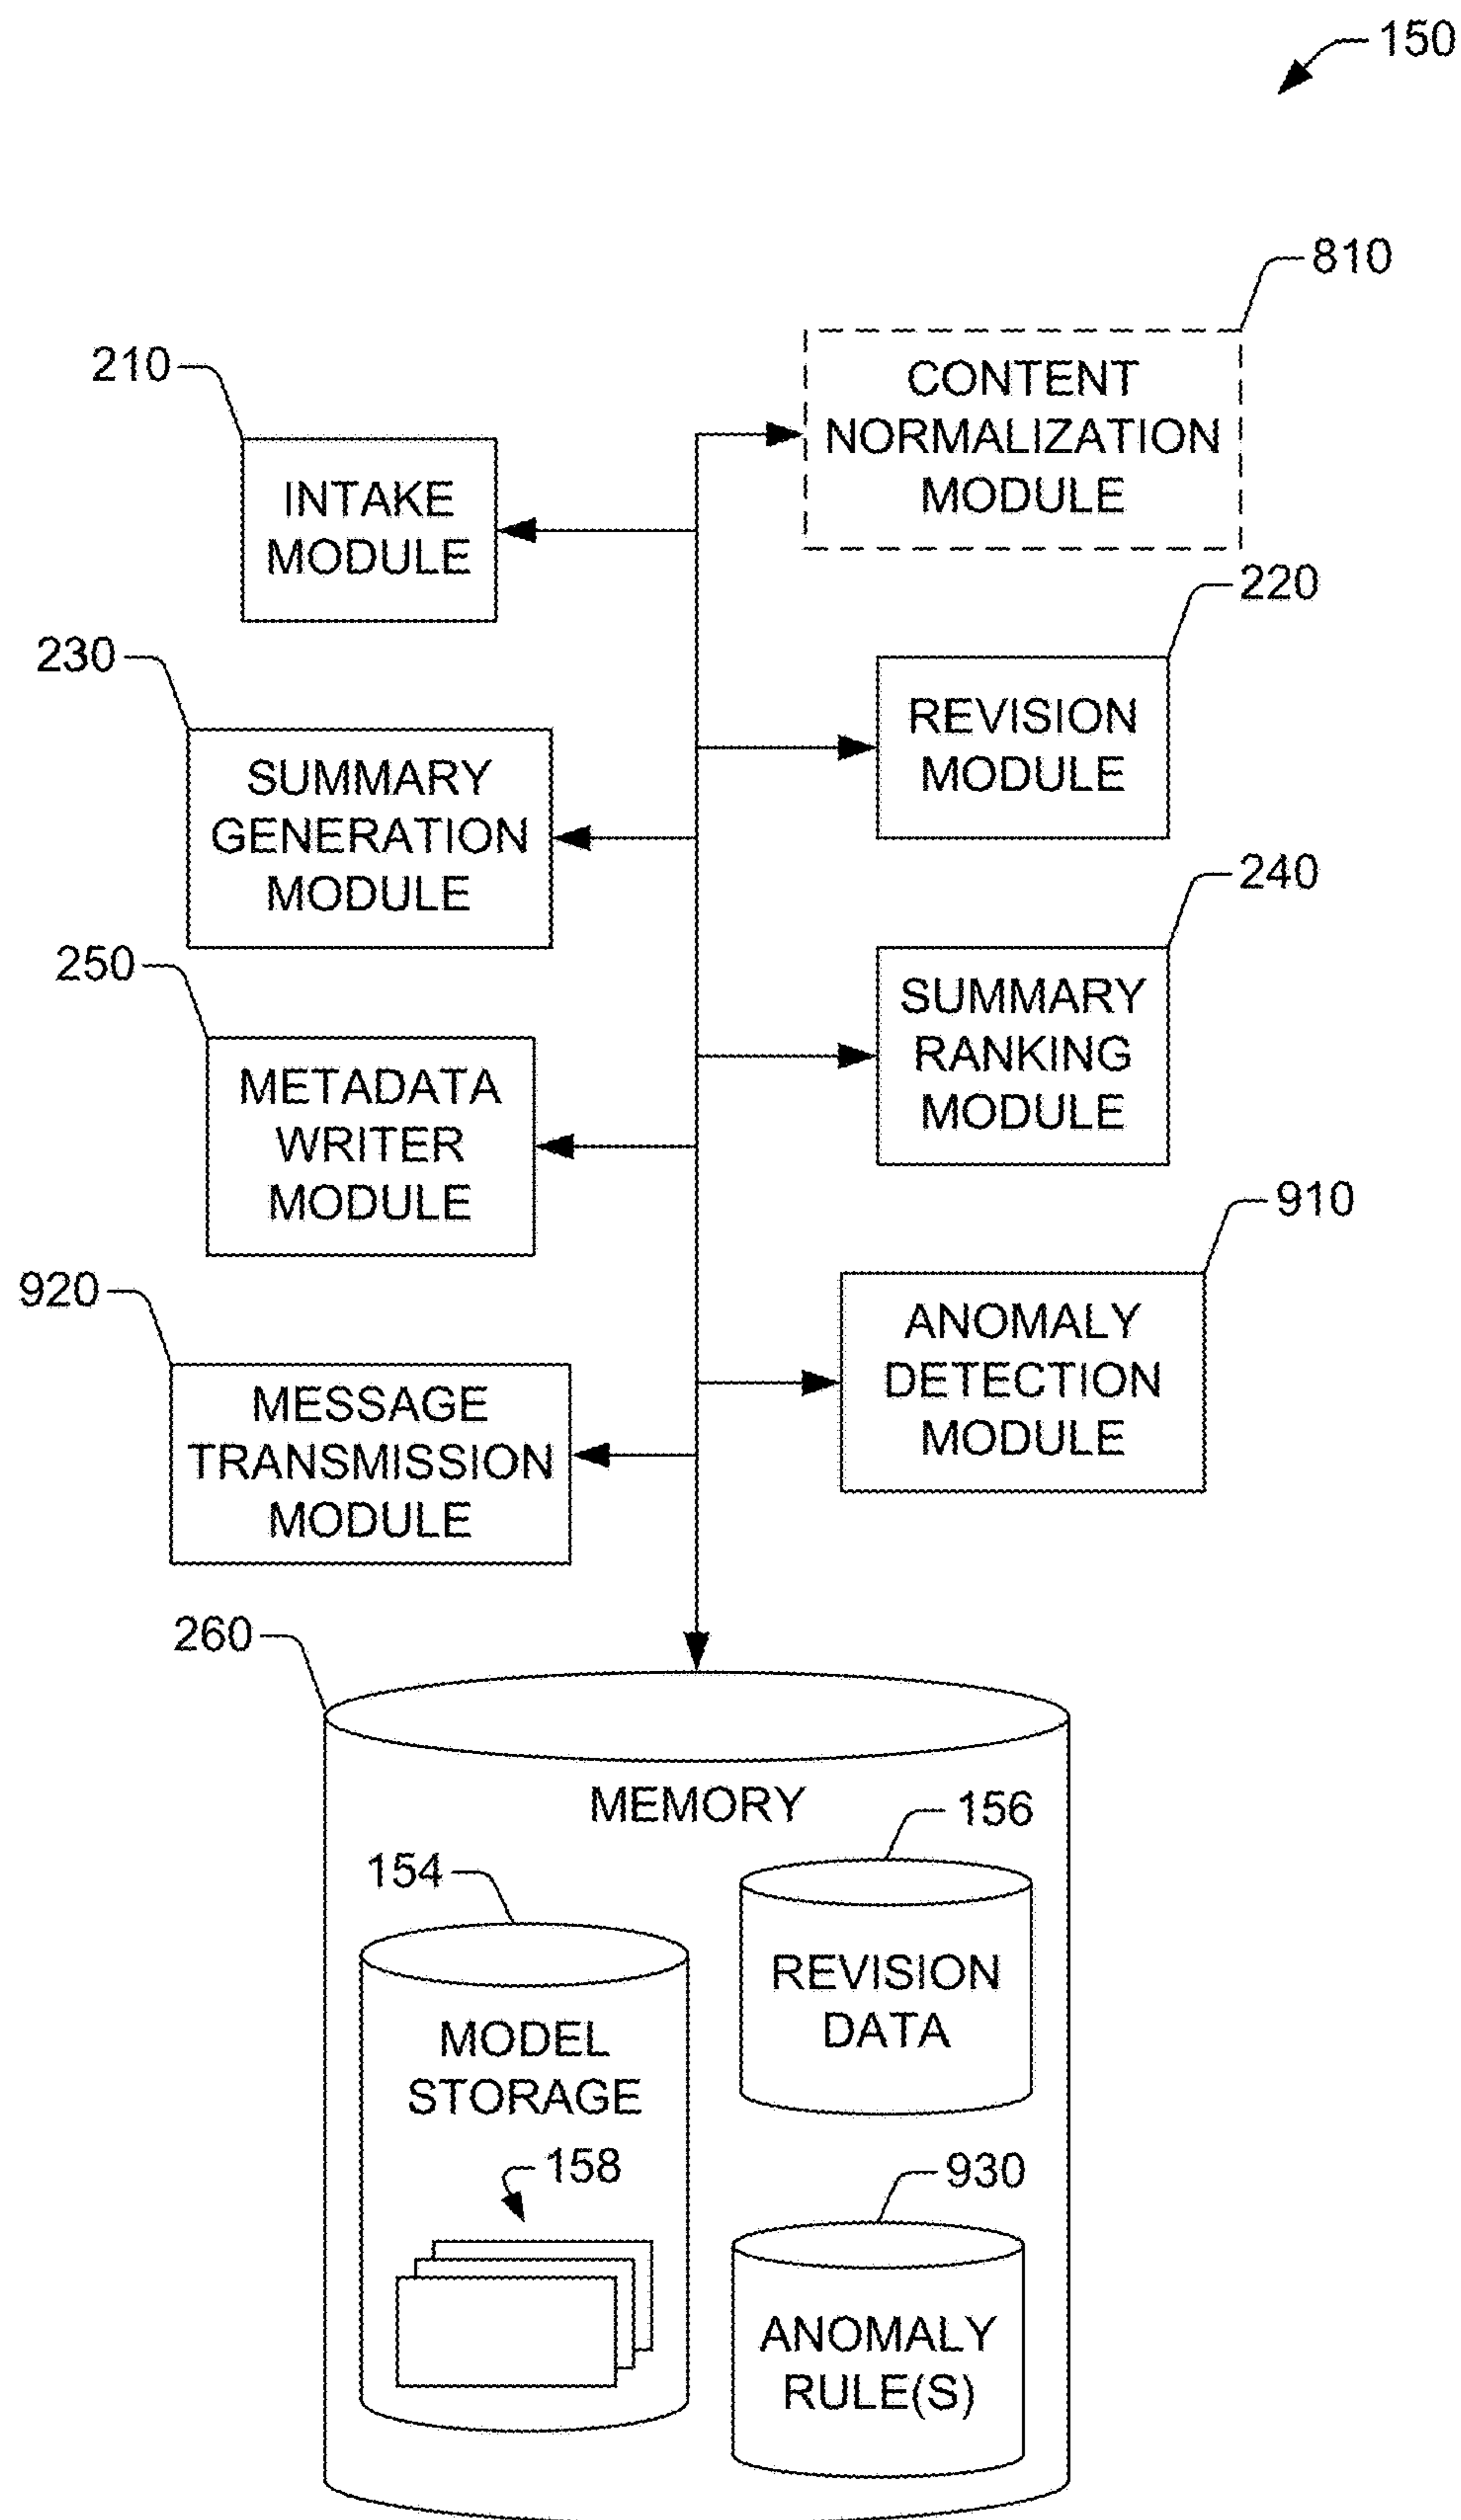 150
810
CONTENT
NORMALIZATION
MODULE
210
INTAKE
MODULE
220
REVISION
MODULE
230
SUMMARY
GENERATION
MODULE
240
SUMMARY
RANKING
MODULE
250
METADATA
WRITER
MODULE
910
ANOMALY
DETECTION
MODULE
920
MESSAGE
TRANSMISSION
MODULE
260
MEMORY
156
REVISION
DATA
154
MODEL
STORAGE
158
930
ANOMALY
RULE(S)